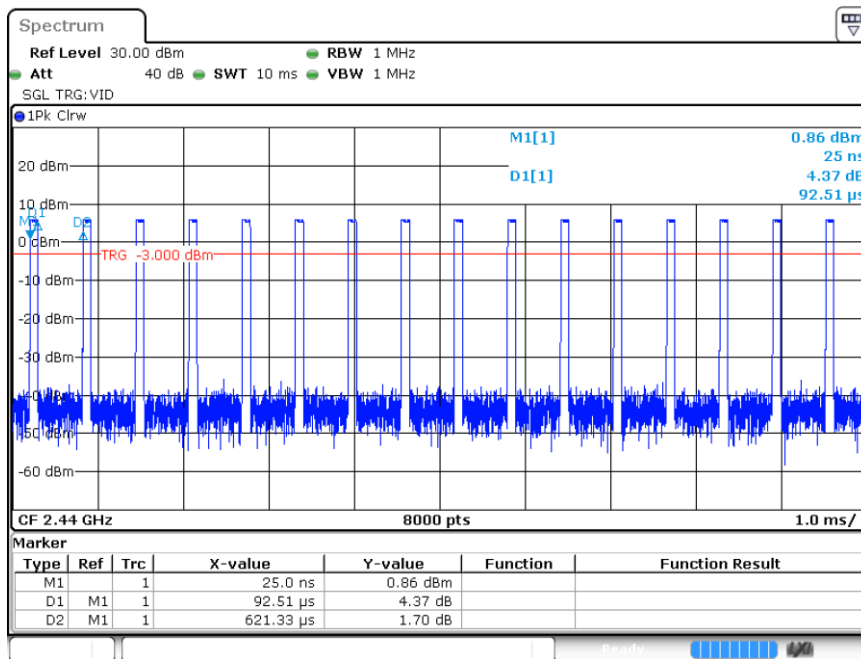 Spectrum
Ref Level 30.00 dBm RBW 1 MHz
Att 40 dB SWT 10 ms VBW 1 MHz
SGL TRG:VID
1Pk Clrw
M1[1] 0.86 dBm
25 ns
20 dBm D1[1] 4.37 dB
92.51 µs
10 dBm
D1
D2
0 dBm
TRG -3.000 dBm
-10 dBm
-20 dBm
-30 dBm
-50 dBm
-60 dBm
CF 2.44 GHz 8000 pts 1.0 ms/
Marker
Type Ref Trc X-value Y-value Function Function Result
M1 1 25.0 ns 0.86 dBm
D1 M1 1 92.51 µs 4.37 dB
D2 M1 1 621.33 µs 1.70 dB
Ready